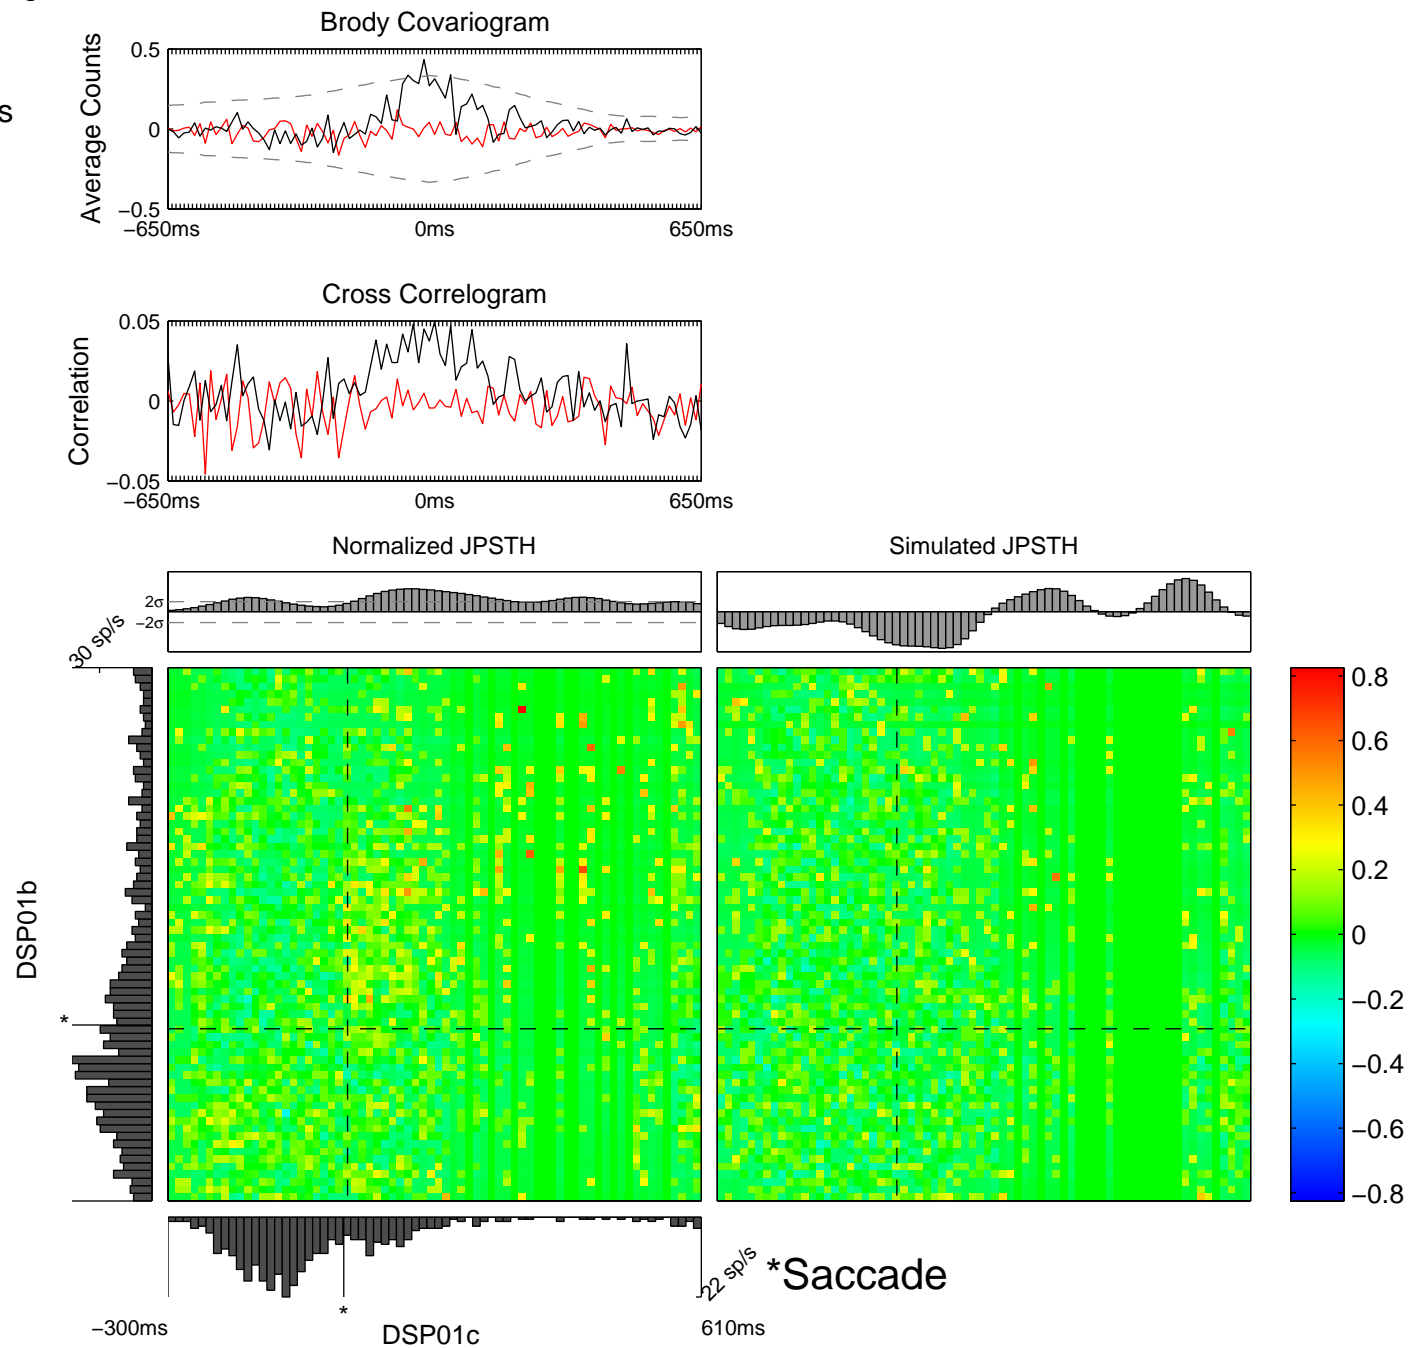 g
Brody Covariogram
Average Counts
0.5
0
−0.5
−650ms
0ms
650ms
s
Cross Correlogram
Correlation
0.05
0
−0.05
−650ms
0ms
650ms
Normalized JPSTH
Simulated JPSTH
2σ
−2σ
30 sp/s
DSP01b
*
0.8
0.6
0.4
0.2
0
−0.2
−0.4
−0.6
−0.8
22 sp/s
*Saccade
*
−300ms
DSP01c
610ms